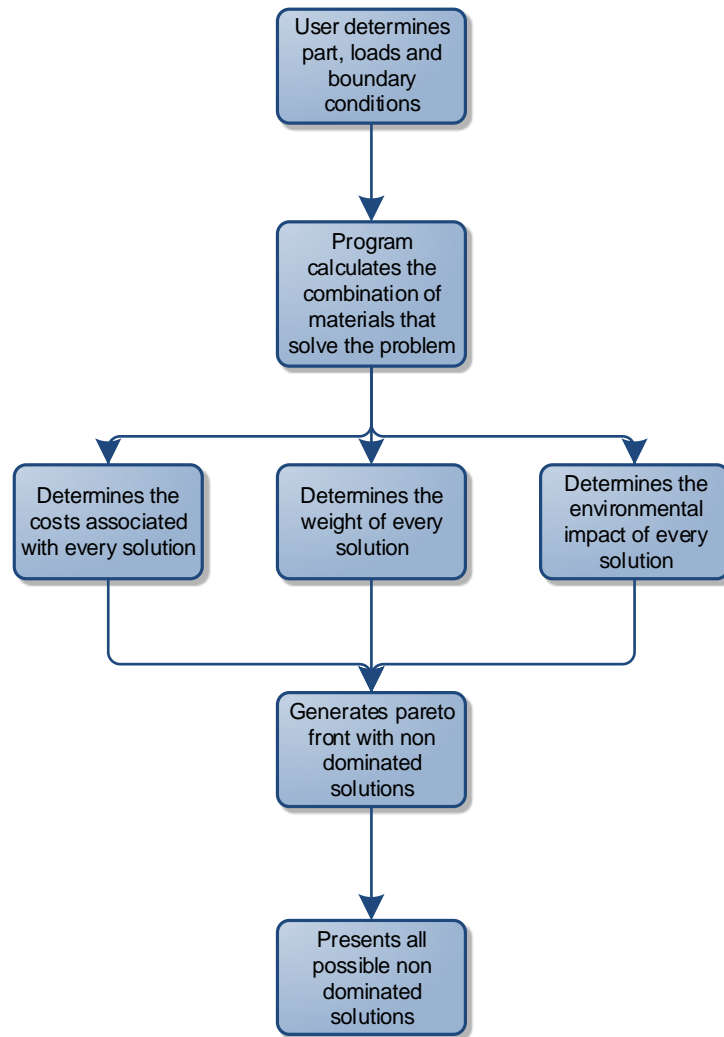 User determines
part, loads and
boundary
conditions
Program
calculates the
combination of
materials that
solve the problem
Determines the
costs associated
with every solution
Determines the
weight of every
solution
Determines the
environmental
impact of every
solution
Generates pareto
front with non
dominated
solutions
Presents all
possible non
dominated
solutions